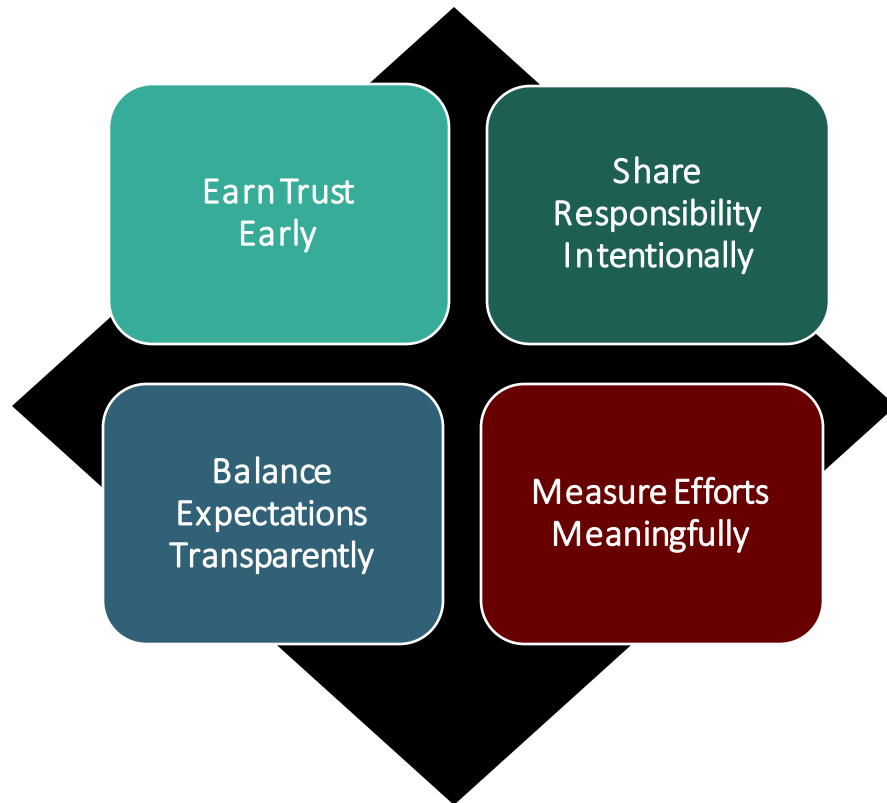 Earn Trust
Early
Share
Responsibility
Intentionally
Balance
Expectations
Transparently
Measure Efforts
Meaningfully